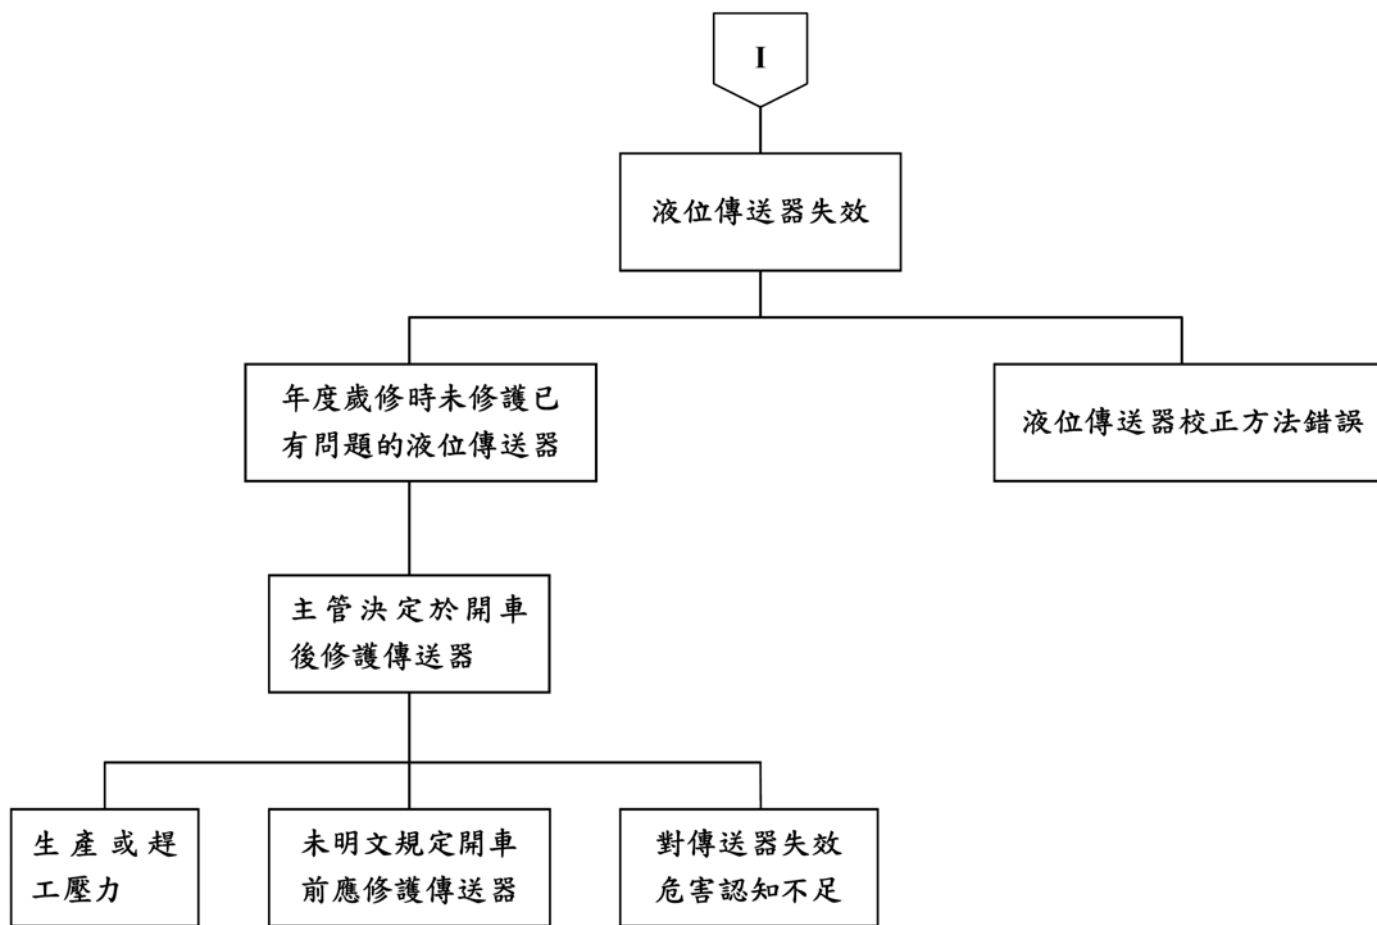 I
液位傳送器失效
年度歲修時未修護已
有問題的液位傳送器
液位傳送器校正方法錯誤
主管決定於開車
後修護傳送器
生產或趕
工壓力
未明文規定開車
前應修護傳送器
對傳送器失效
危害認知不足